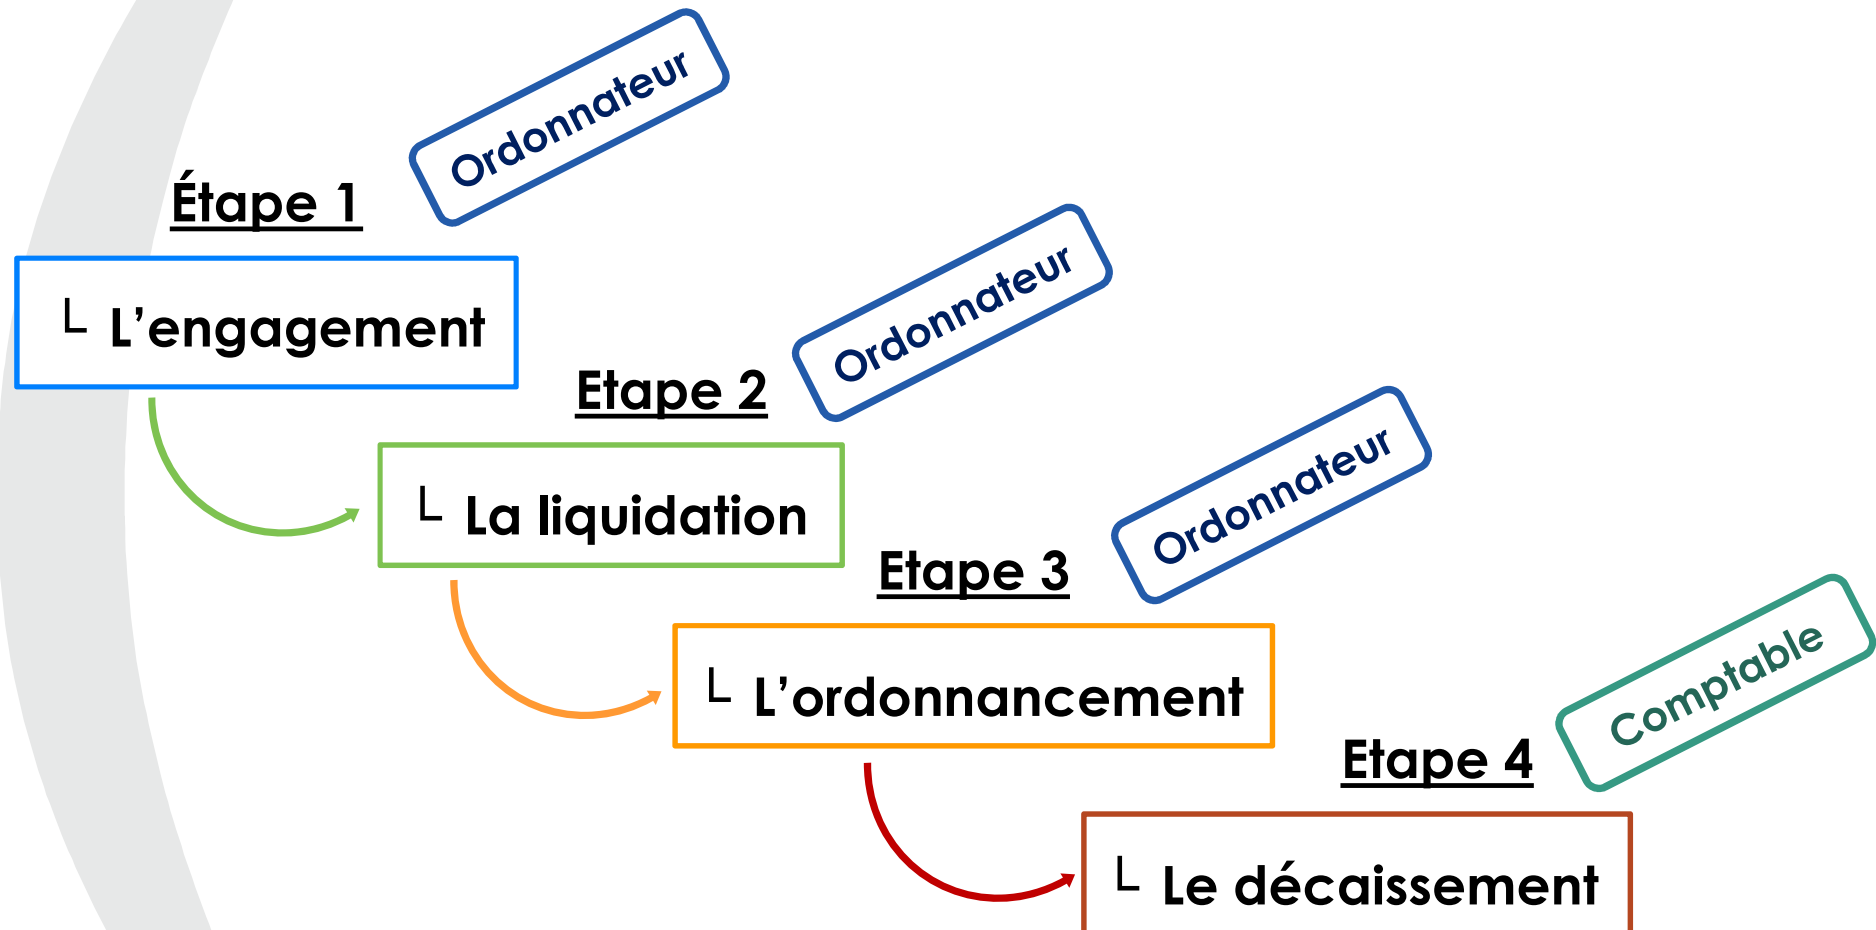 Ordonnateur
Étape 1
└ L’engagement
Ordonnateur
Etape 2
└ La liquidation
Ordonnateur
Etape 3
└ L’ordonnancement
Comptable
Etape 4
└ Le décaissement